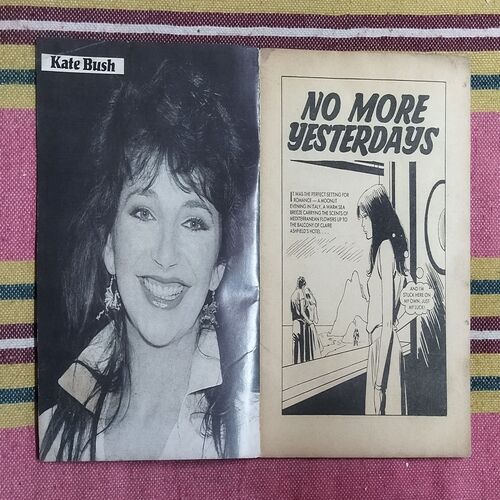 Kate Bush
NO MORE
YESTERDAYS
IT WAS THE PERFECT SETTING FOR
ROMANCE — A MOONLIT
EVENING IN ITALY, A WARM SEA
BREEZE CARRYING THE SCENTS OF
MEDITERRANEAN FLOWERS UP TO
THE BALCONY OF CLAIRE
ASHFIELD'S HOTEL
AND I'M
STUCK HERE ON
MY OWN. JUST
MY LUCK!